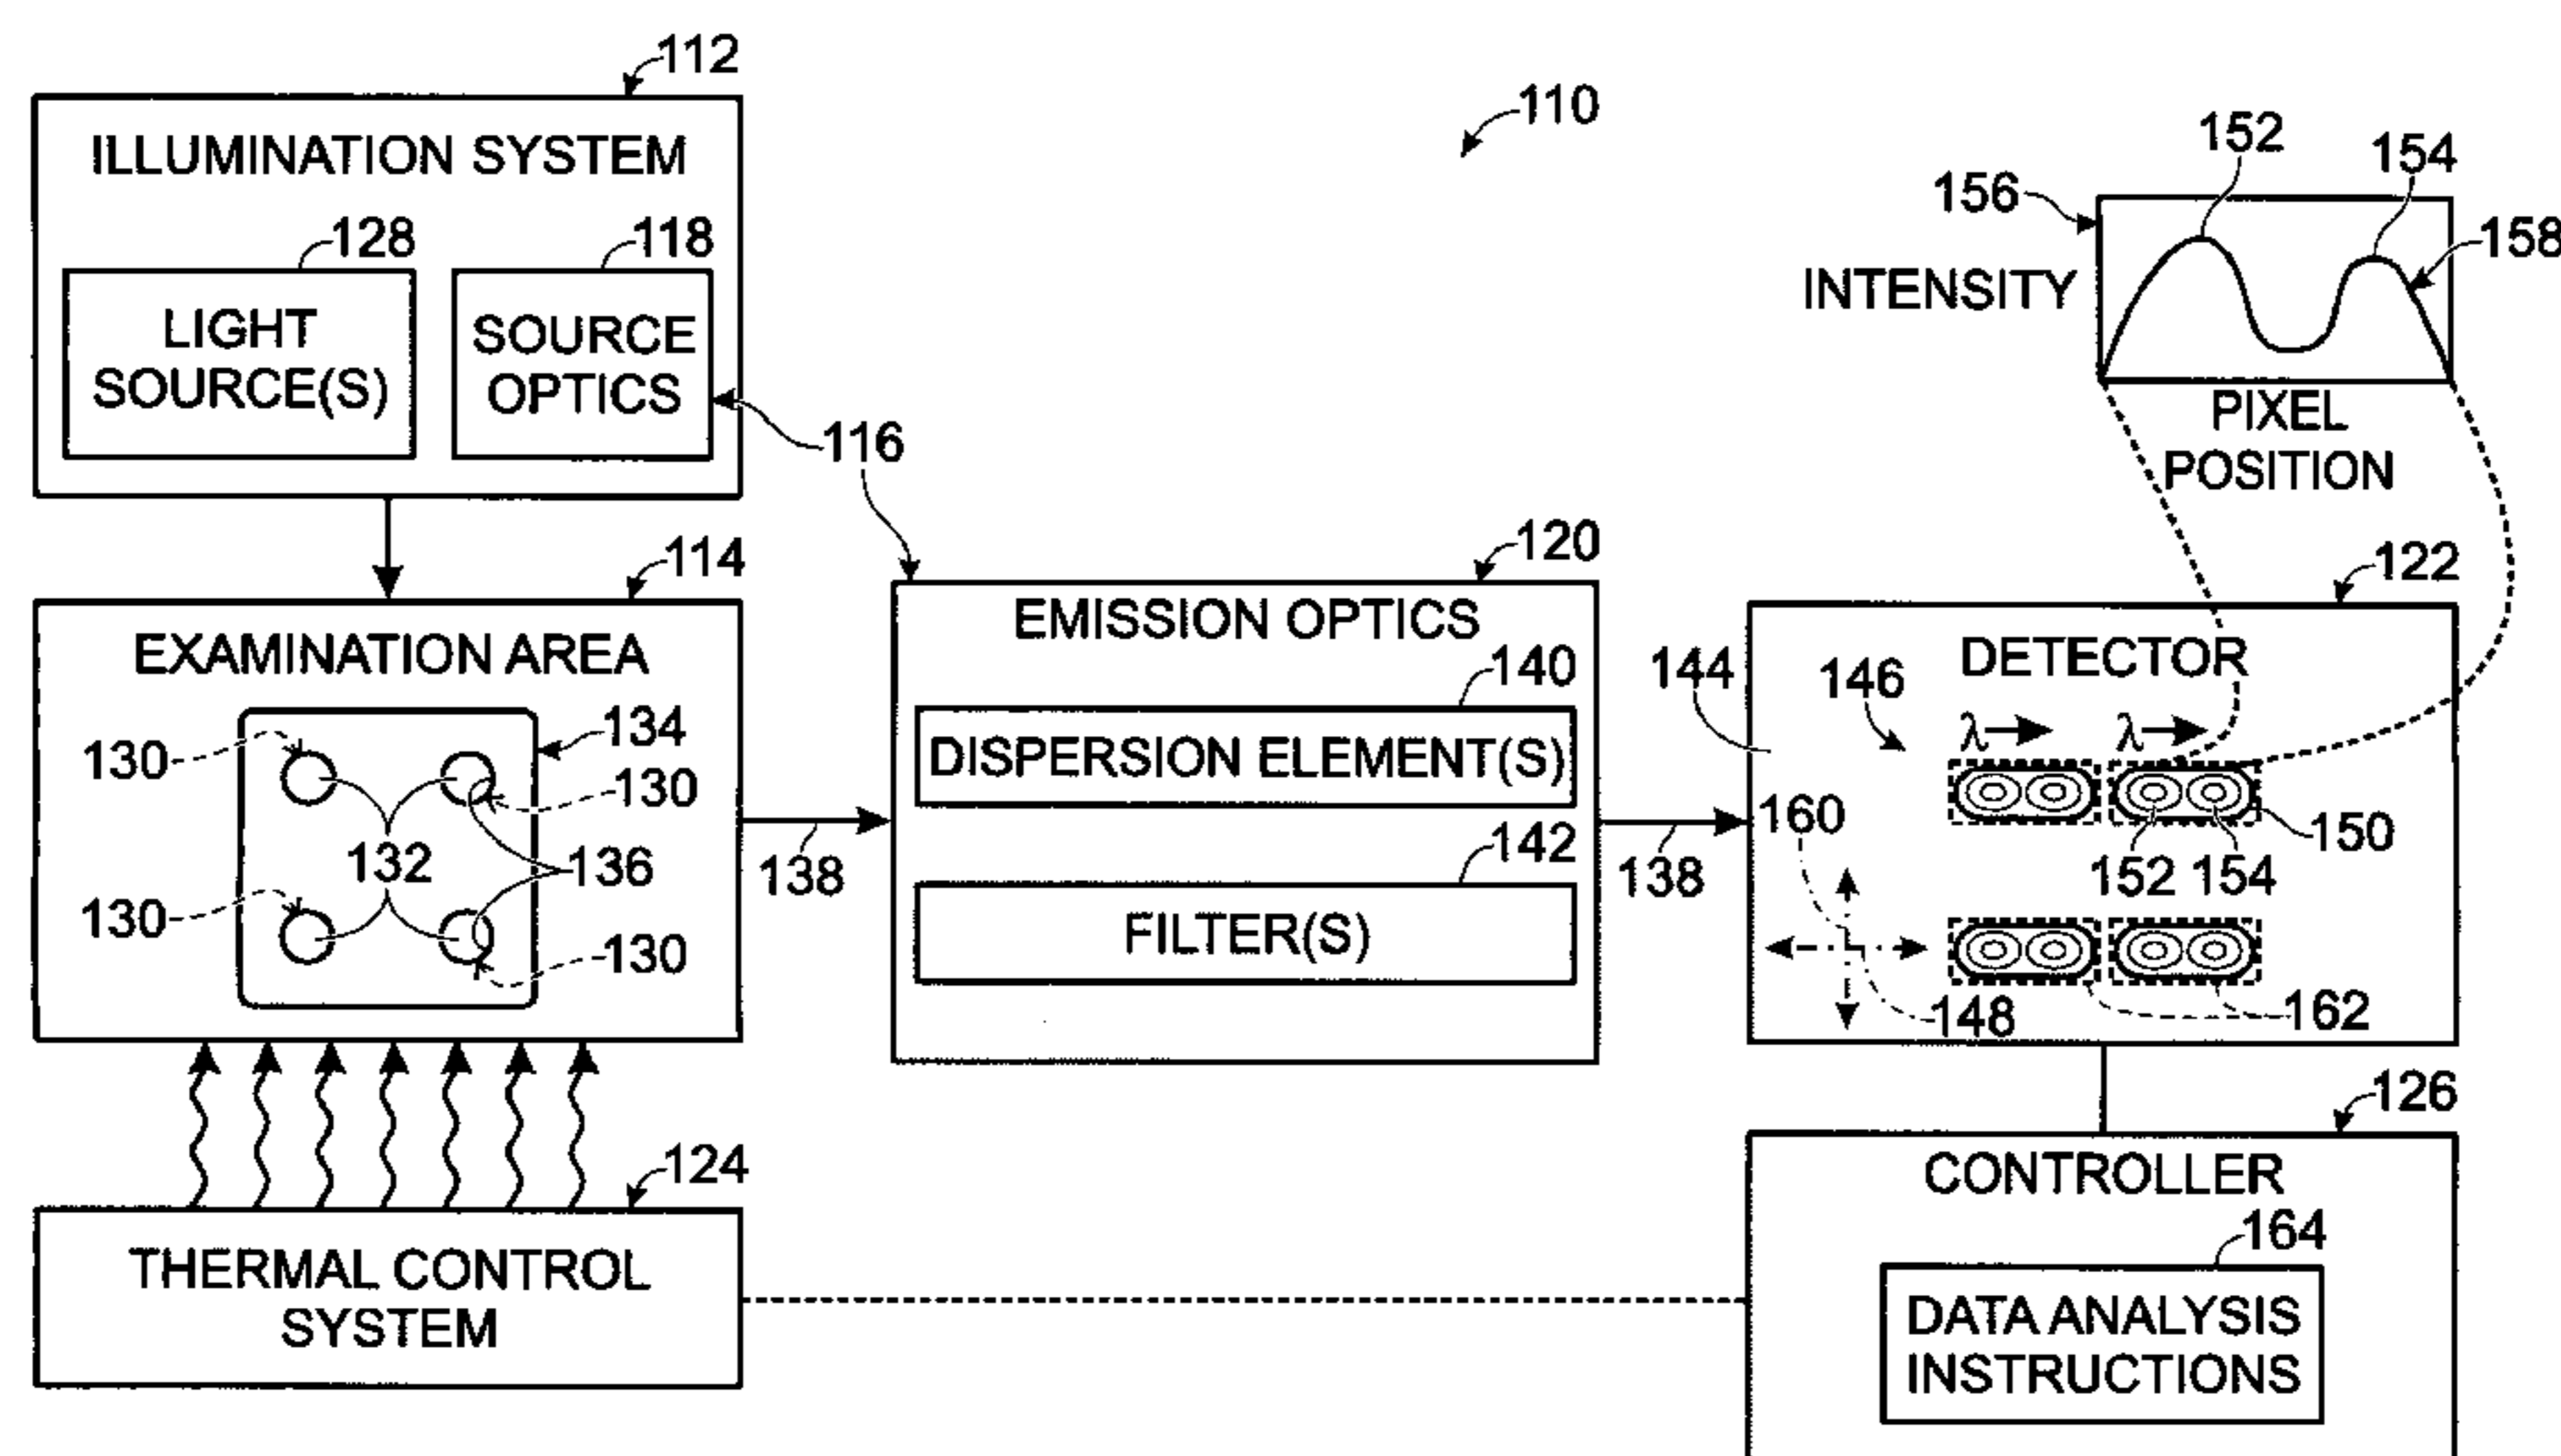 112
ILLUMINATION SYSTEM
128
118
LIGHT
SOURCE(S)
SOURCE
OPTICS
116
110
152
154
156
158
INTENSITY
PIXEL
POSITION
114
EXAMINATION AREA
134
130
130
132
136
130
130
138
120
EMISSION OPTICS
140
DISPERSION ELEMENT(S)
142
FILTER(S)
138
122
DETECTOR
144
146
λ
λ
160
150
152
154
148
162
124
THERMAL CONTROL
SYSTEM
126
CONTROLLER
164
DATA ANALYSIS
INSTRUCTIONS